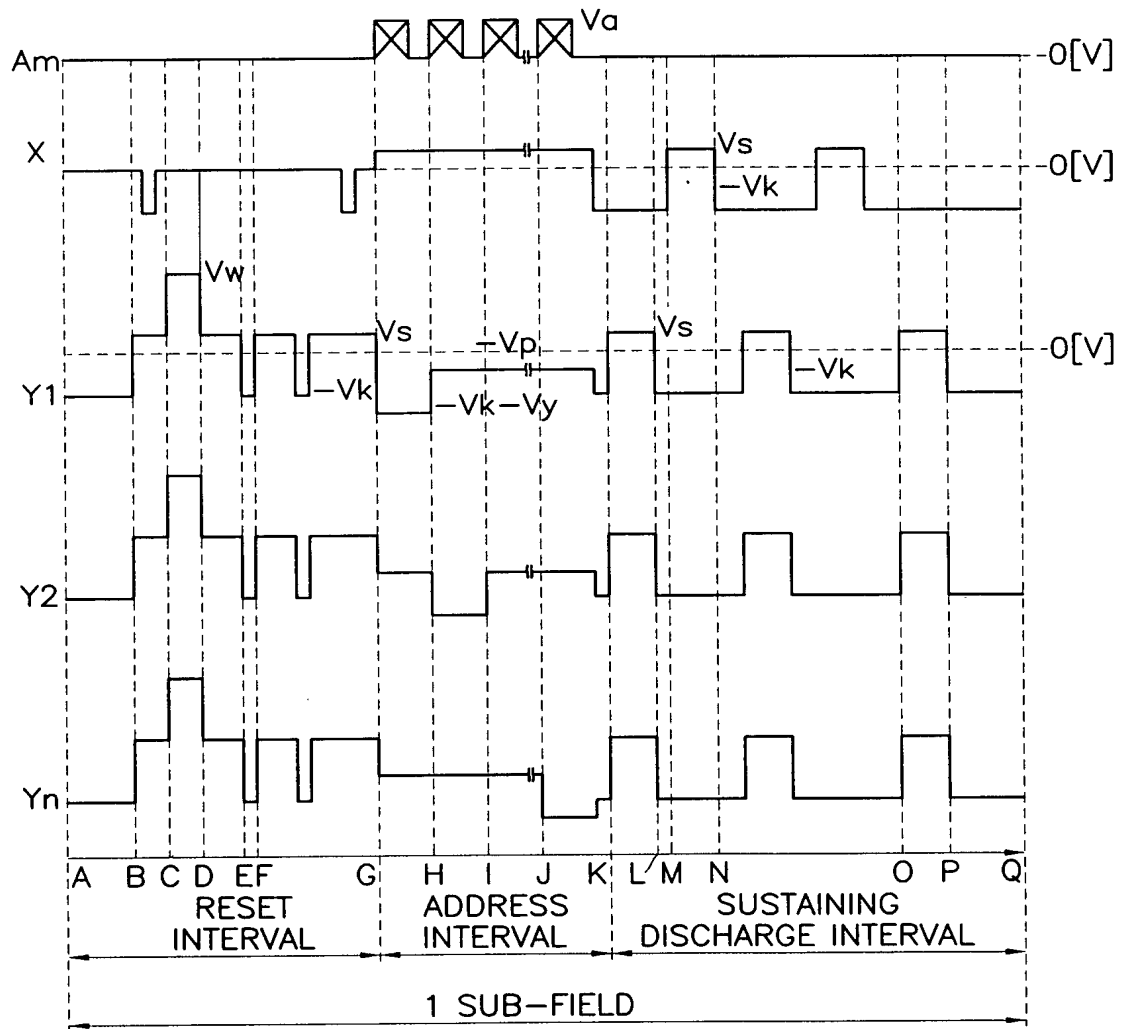 Va
Am
-0[V]
X
Vs
-0[V]
-Vk
Vw
Vs
-Vp
Vs
-0[V]
Y1
-Vk
-Vk-Vy
-Vk
Y2
Yn
A B C D E F G H I J K L M N O P Q
RESET INTERVAL
ADDRESS INTERVAL
SUSTAINING DISCHARGE INTERVAL
1 SUB-FIELD